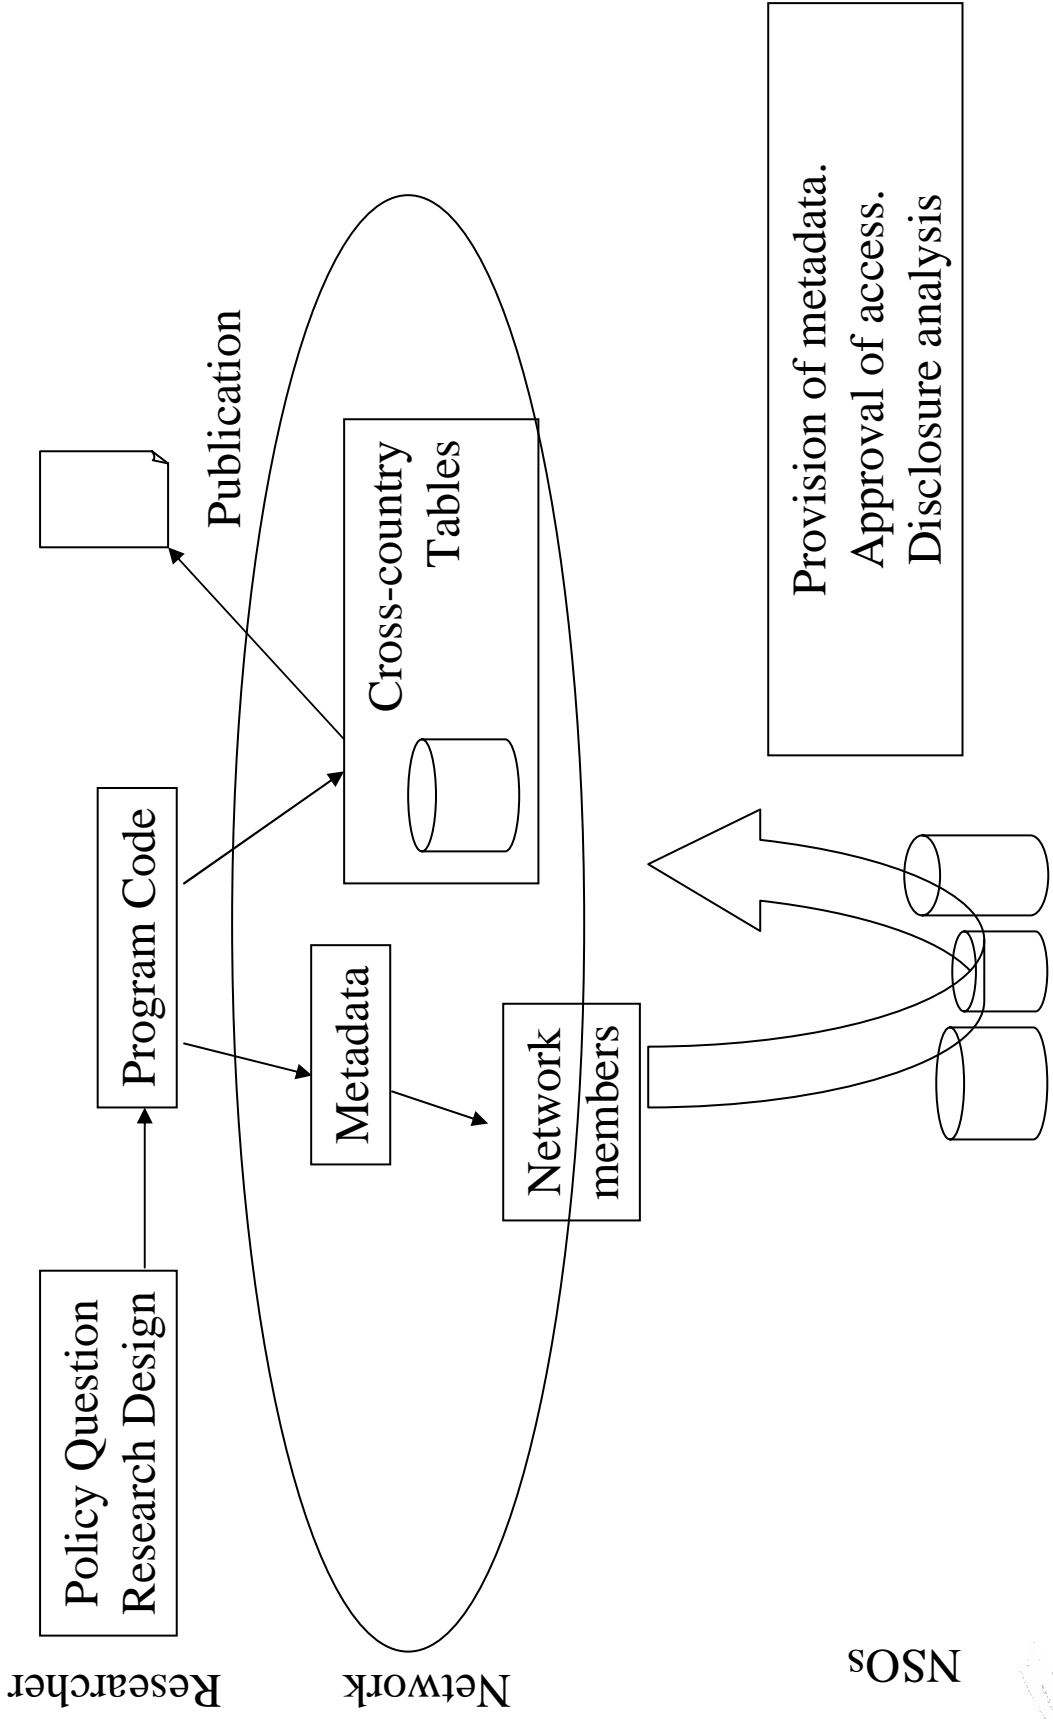 Researcher
Policy Question
Research Design
Program Code
Publication
Network
Metadata
Network
members
Cross-country
Tables
NSOs
Provision of metadata.
Approval of access.
Disclosure analysis